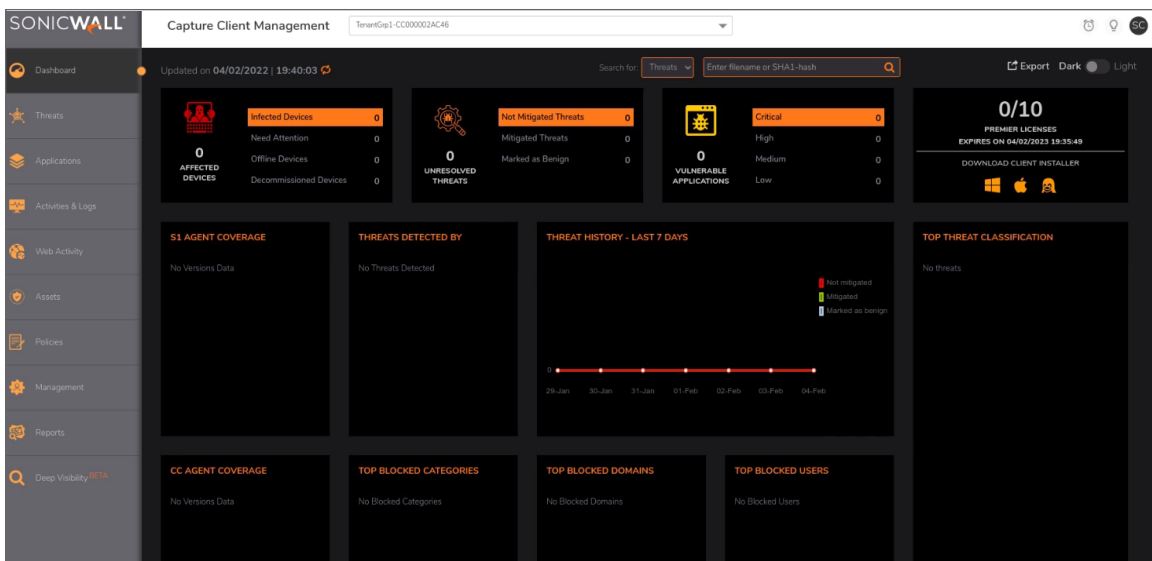 SONICWALL
Capture Client Management
TenantGrp1-CC000002AC46
SC
Dashboard
Threats
Applications
Activities & Logs
Web Activity
Assets
Policies
Management
Reports
Deep Visibility BETA
Updated on 04/02/2022 | 19:40:03
Search for: Threats
Enter filename or SHA1-hash
Export Dark Light
0
AFFECTED
DEVICES
Infected Devices 0
Need Attention 0
Offline Devices 0
Decommissioned Devices 0
0
UNRESOLVED
THREATS
Not Mitigated Threats 0
Mitigated Threats 0
Marked as Benign 0
0
VULNERABLE
APPLICATIONS
Critical 0
High 0
Medium 0
Low 0
0/10
PREMIER LICENSES
EXPIRES ON 04/02/2023 19:35:49
DOWNLOAD CLIENT INSTALLER
S1 AGENT COVERAGE
No Versions Data
THREATS DETECTED BY
No Threats Detected
THREAT HISTORY - LAST 7 DAYS
Not mitigated
Mitigated
Marked as benign
0
29-Jan 30-Jan 31-Jan 01-Feb 02-Feb 03-Feb 04-Feb
TOP THREAT CLASSIFICATION
No threats
CC AGENT COVERAGE
No Versions Data
TOP BLOCKED CATEGORIES
No Blocked Categories
TOP BLOCKED DOMAINS
No Blocked Domains
TOP BLOCKED USERS
No Blocked Users